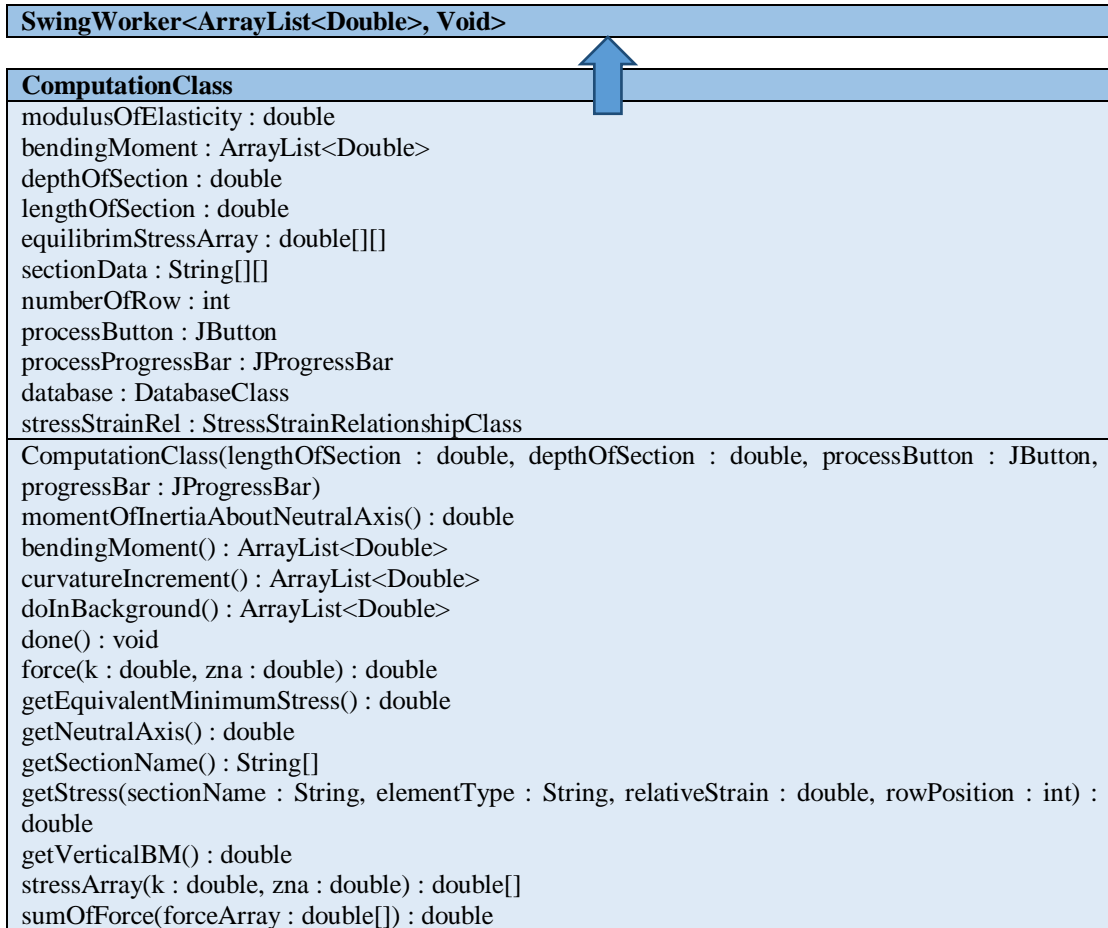 SwingWorker<ArrayList<Double>, Void>
ComputationClass
modulusOfElasticity : double
bendingMoment : ArrayList<Double>
depthOfSection : double
lengthOfSection : double
equilibrimStressArray : double[][]
sectionData : String[][]
numberOfRow : int
processButton : JButton
processProgressBar : JProgressBar
database : DatabaseClass
stressStrainRel : StressStrainRelationshipClass
ComputationClass(lengthOfSection : double, depthOfSection : double, processButton : JButton,
progressBar : JProgressBar)
momentOfInertiaAboutNeutralAxis() : double
bendingMoment() : ArrayList<Double>
curvatureIncrement() : ArrayList<Double>
doInBackground() : ArrayList<Double>
done() : void
force(k : double, zna : double) : double
getEquivalentMinimumStress() : double
getNeutralAxis() : double
getSectionName() : String[]
getStress(sectionName : String, elementType : String, relativeStrain : double, rowPosition : int) :
double
getVerticalBM() : double
stressArray(k : double, zna : double) : double[]
sumOfForce(forceArray : double[]) : double